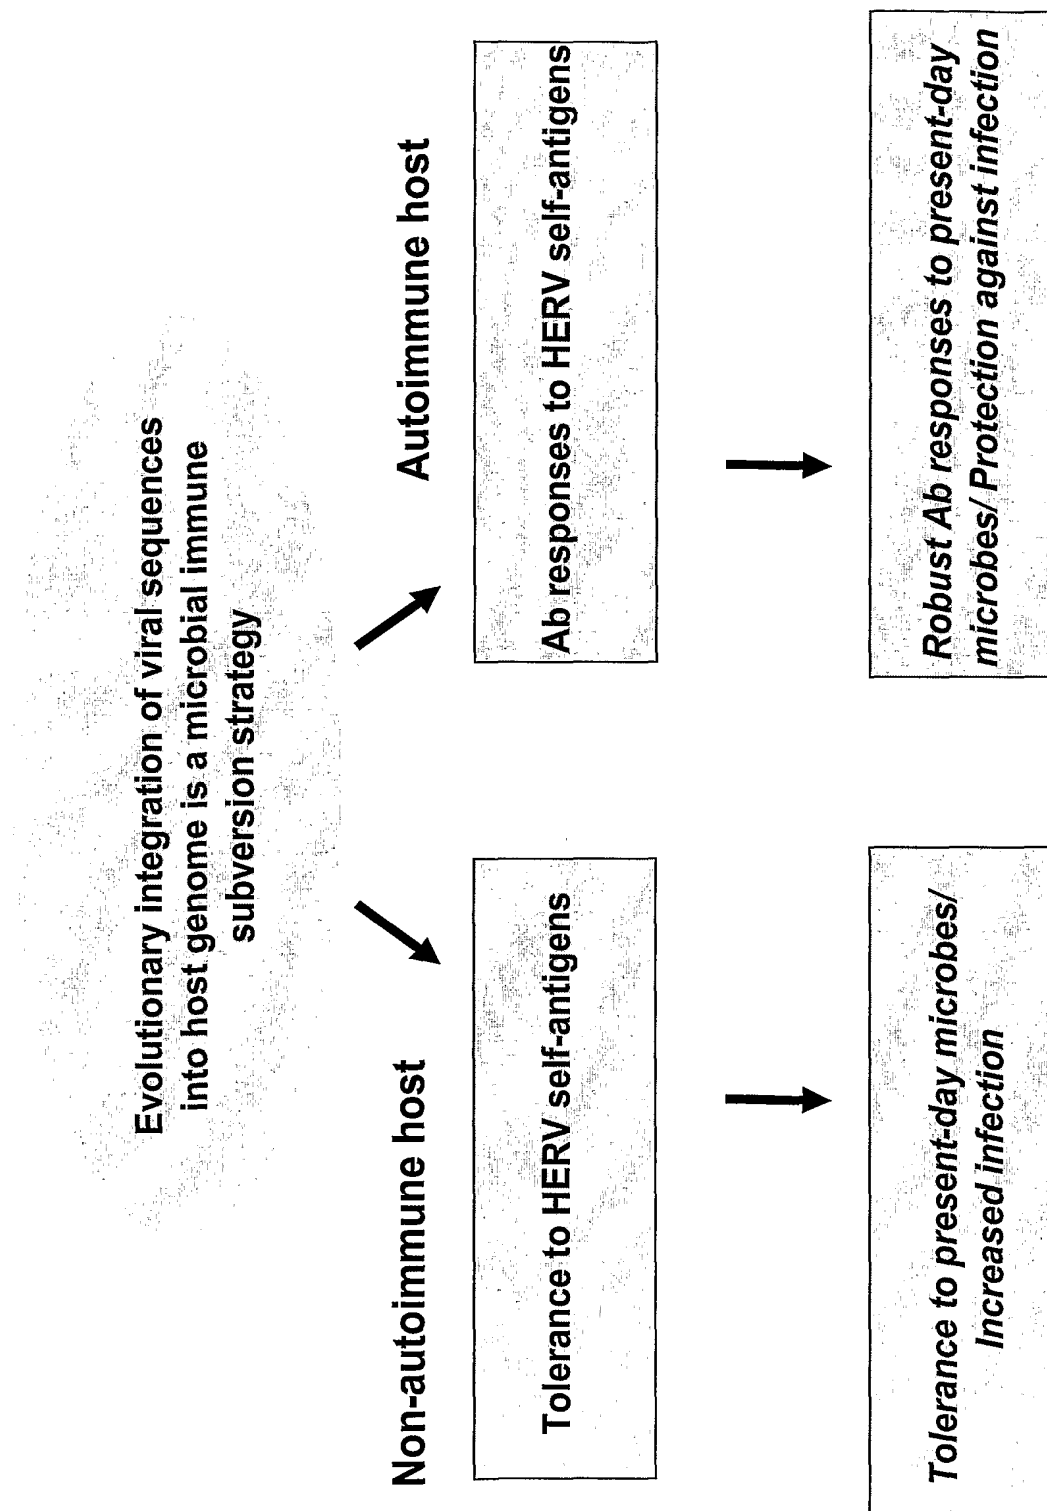 Evolutionary integration of viral sequences
into host genome is a microbial immune
subversion strategy
Non-autoimmune host
Autoimmune host
Tolerance to HERV self-antigens
Ab responses to HERV self-antigens
Tolerance to present-day microbes/
Increased infection
Robust Ab responses to present-day
microbes/ Protection against infection